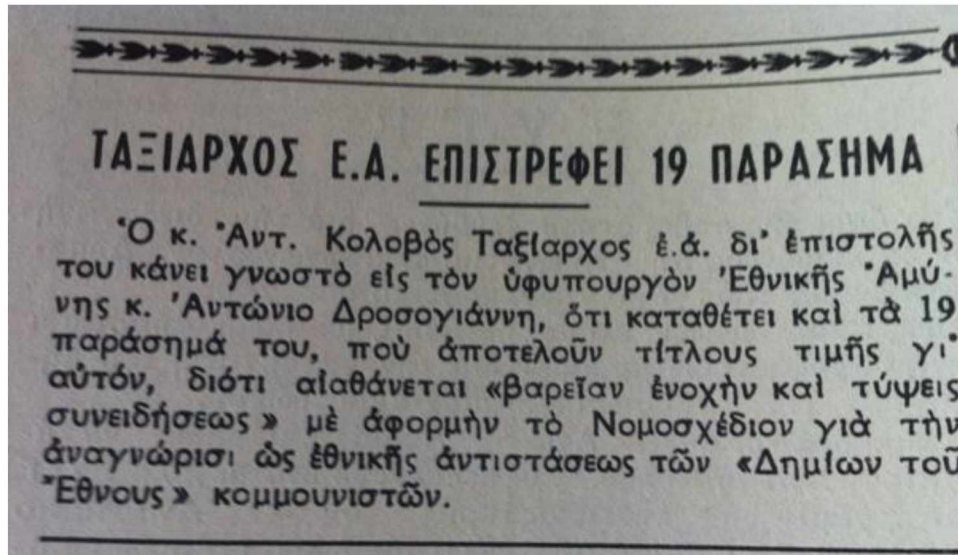 ΤΑΞΙΑΡΧΟΣ Ε.Α. ΕΠΙΣΤΡΕΦΕΙ 19 ΠΑΡΑΣΗΜΑ
Ὁ κ. Ἀντ. Κολοβὸς Ταξίαρχος ἐ.ἀ. δι' ἐπιστολῆς
του κάνει γνωστὸ εἰς τὸν ὑφυπουργὸν Ἐθνικῆς Ἀμύ-
νης κ. Ἀντώνιο Δροσογιάννη, ὅτι καταθέτει καὶ τὰ 19
παράσημά του, ποὺ ἀποτελοῦν τίτλους τιμῆς γι'
αὐτόν, διότι αἰαθάνεται «βαρεῖαν ἐνοχὴν καὶ τύψεις
συνειδήσεως» μὲ ἀφορμὴν τὸ Νομοσχέδιον γιὰ τὴν
ἀναγνώρισι ὡς ἐθνικῆς ἀντιστάσεως τῶν «Δημίων τοῦ
Ἔθνους» κομμουνιστῶν.